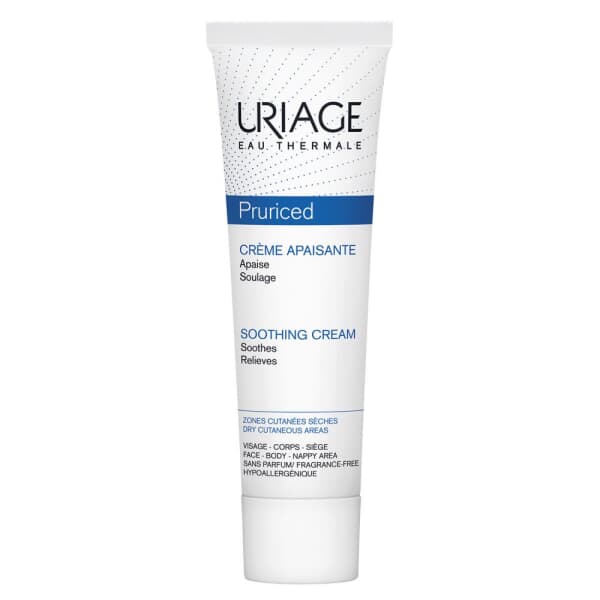 URIAGE
EAU THERMALE
Pruriced
CRÈME APAISANTE
Apaise
Soulage
SOOTHING CREAM
Soothes
Relieves
ZONES CUTANÉES SÈCHES
DRY CUTANEOUS AREAS
VISAGE - CORPS - SIÈGE
FACE - BODY - NAPPY AREA
SANS PARFUM/ FRAGRANCE-FREE
HYPOALLERGÉNIQUE